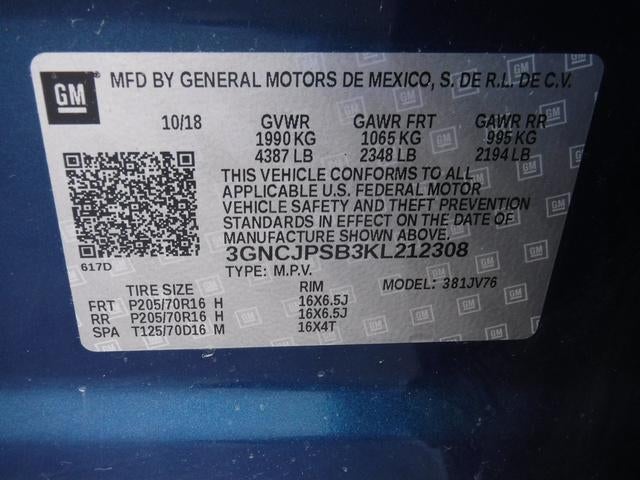 GM MFD BY GENERAL MOTORS DE MEXICO, S. DE R.L. DE C.V.
10/18 GVWR GAWR FRT GAWR RR
1990 KG 1065 KG 995 KG
4387 LB 2348 LB 2194 LB
THIS VEHICLE CONFORMS TO ALL
APPLICABLE U.S. FEDERAL MOTOR
VEHICLE SAFETY AND THEFT PREVENTION
STANDARDS IN EFFECT ON THE DATE OF
MANUFACTURE SHOWN ABOVE.
3GNCJPSB3KL212308
617D TYPE: M.P.V. MODEL: 381JV76
TIRE SIZE RIM
FRT P205/70R16 H 16X6.5J
RR P205/70R16 H 16X6.5J
SPA T125/70D16 M 16X4T